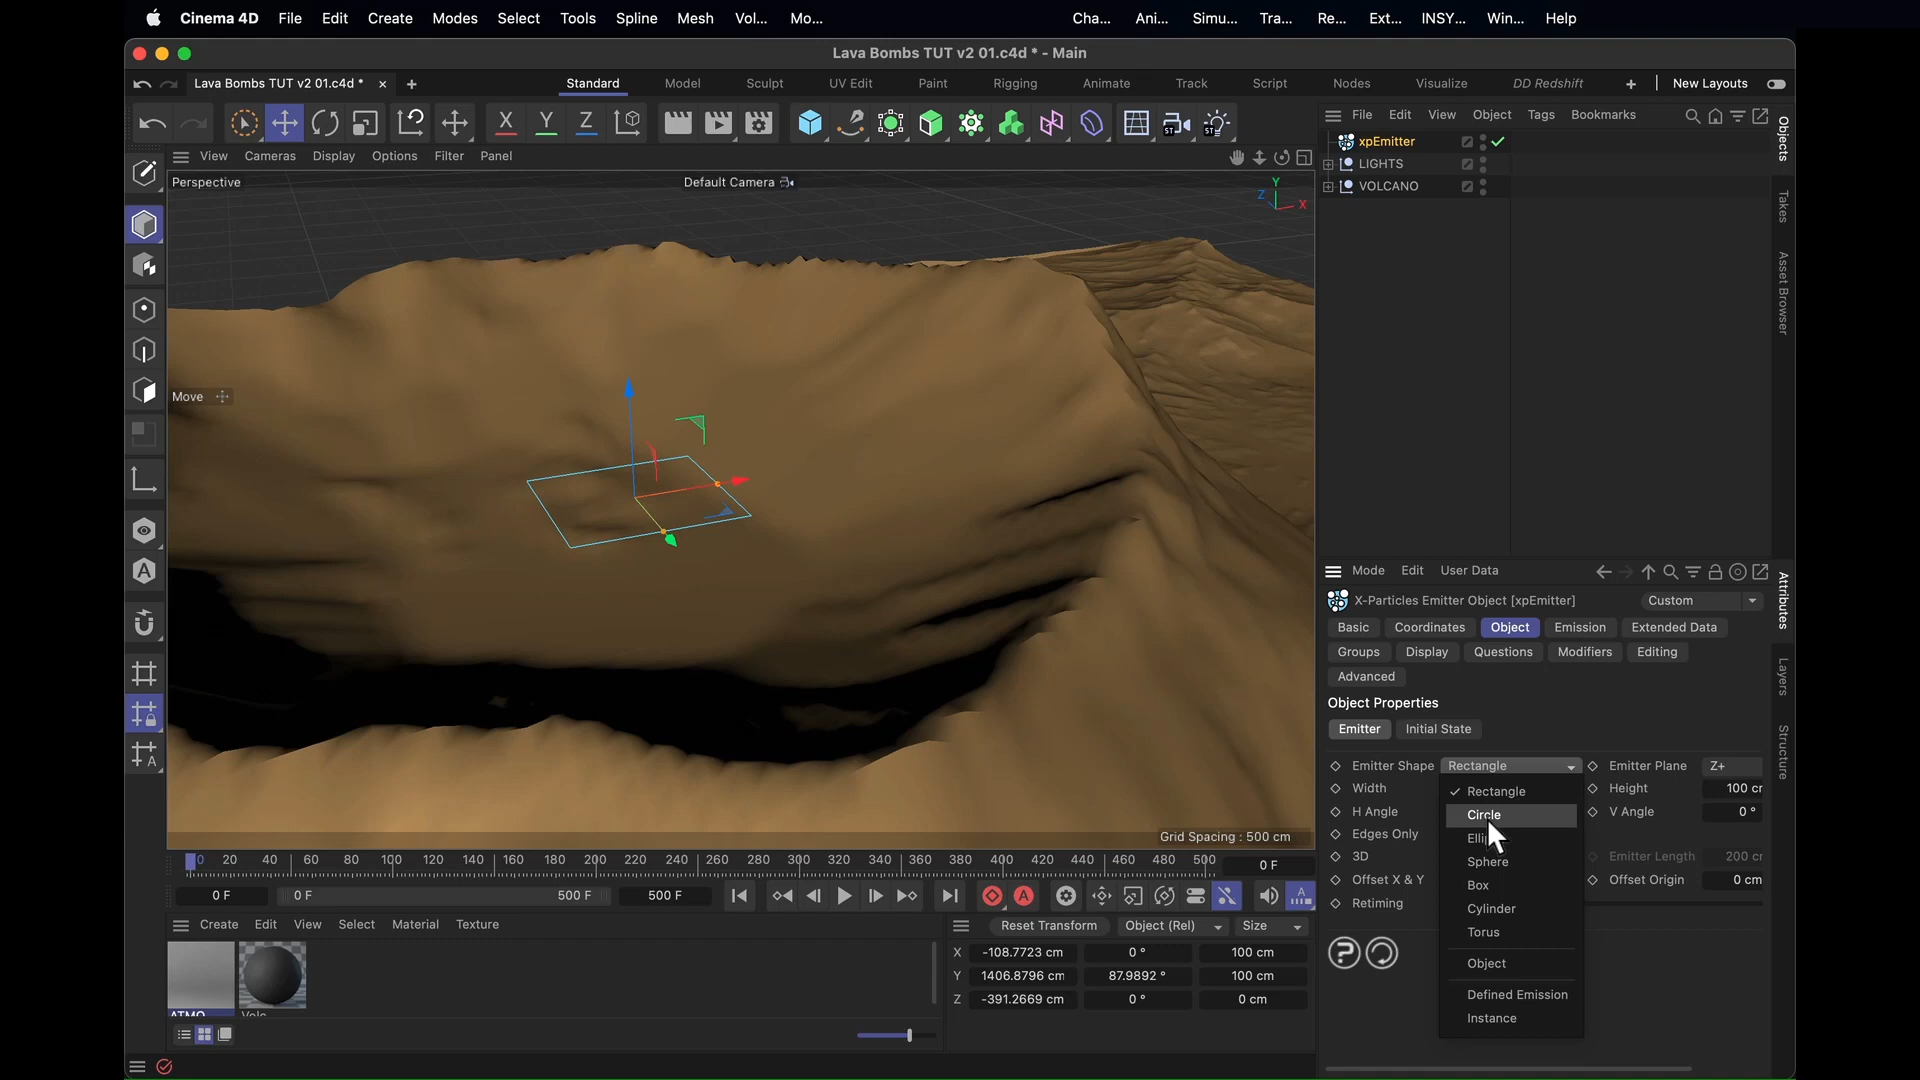 Cinema 4D File Edit Create Modes Select Tools Spline Mesh Vol... Mo... Cha... Ani... Simu... Tra... Re... Ext... INSY... Win... Help
Lava Bombs TUT v2 01.c4d * - Main
Lava Bombs TUT v2 01.c4d * × + Standard Model Sculpt UV Edit Paint Rigging Animate Track Script Nodes Visualize DD Redshift + New Layouts
X Y Z ST ST
File Edit View Object Tags Bookmarks
View Cameras Display Options Filter Panel
Perspective Default Camera
Y
Z X
xpEmitter
LIGHTS
VOLCANO
Objects
Takes
Asset Browser
Move
Grid Spacing : 500 cm
Mode Edit User Data
X-Particles Emitter Object [xpEmitter] Custom
Basic Coordinates Object Emission Extended Data
Groups Display Questions Modifiers Editing
Advanced
Object Properties
Emitter Initial State
Emitter Shape Rectangle Emitter Plane Z+
Width Height 100 cr
H Angle V Angle 0 °
Edges Only
3D Emitter Length 200 cr
Offset X & Y Offset Origin 0 cm
Retiming
Rectangle
Circle
Elli
Sphere
Box
Cylinder
Torus
Object
Defined Emission
Instance
Attributes
Layers
Structure
0 20 40 60 80 100 120 140 160 180 200 220 240 260 280 300 320 340 360 380 400 420 440 460 480 500 0 F
0 F 0 F 500 F 500 F
Create Edit View Select Material Texture
Reset Transform Object (Rel) Size
X -108.7723 cm 0 ° 100 cm
Y 1406.8796 cm 87.9892 ° 100 cm
Z -391.2669 cm 0 ° 0 cm
ATMO Volc